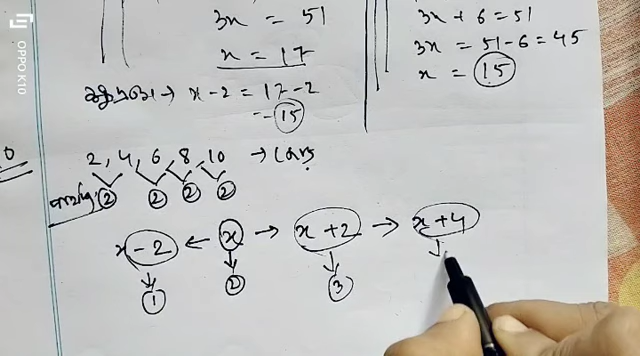 OPPO K10
3x = 51
x = 17
x-2 = 17-2
= 15
3x + 6 = 51
3x = 51-6 = 45
x = 15
2, 4, 6, 8, 10 →
2 2 2 2
x-2 ← x → x+2 → x+4
↓ ↓ ↓ ↓
1 2 3